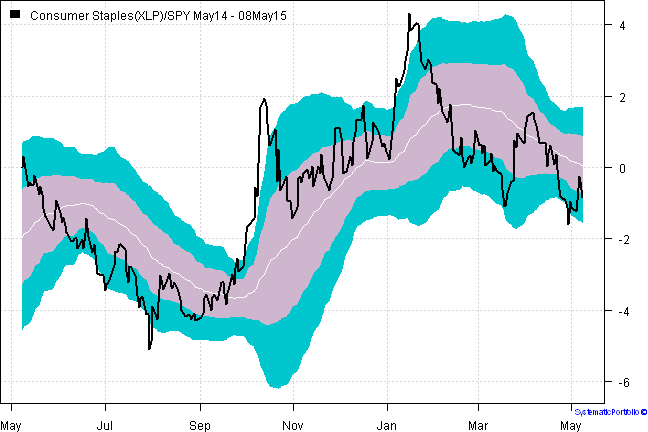 Consumer Staples(XLP)/SPY May14 - 08May15
4
2
0
-2
-4
-6
SystematicPortfolio ©
May Jul Sep Nov Jan Mar May